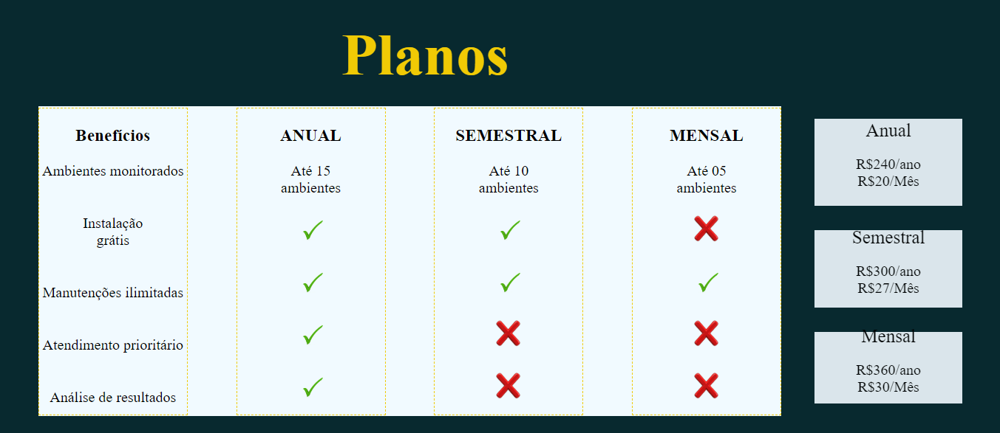 Planos
Benefícios ANUAL SEMESTRAL MENSAL
Ambientes monitorados Até 15 Até 10 Até 05
ambientes ambientes ambientes
Instalação
grátis
Manutenções ilimitadas
Atendimento prioritário
Análise de resultados
Anual
R$240/ano
R$20/Mês
Semestral
R$300/ano
R$27/Mês
Mensal
R$360/ano
R$30/Mês